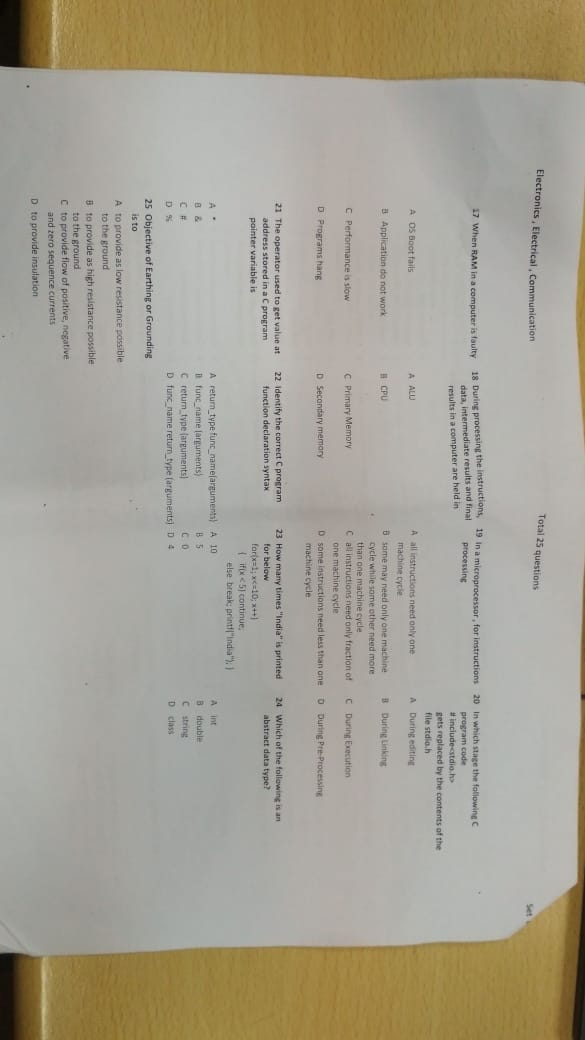 Electronics , Electrical , Communication
Total 25 questions
Set
17 When RAM in a computer is faulty
A OS Boot fails
B Application do not work
C Performance is slow
D Programs hang
18 During processing the instructions,
data, intermediate results and final
results in a computer are held in
A ALU
B CPU
C Primary Memory
D Secondary memory
19 In a microprocessor , for instructions
processing
A all instructions need only one
machine cycle
B some may need only one machine
cycle while some other need more
than one machine cycle
C all instructions need only fraction of
one machine cycle
D some instructions need less than one
machine cycle
20 In which stage the following C
program code
# include<stdio.h>
gets replaced by the contents of the
file stdio.h
A During editing
B During Linking
C During Execution
D During Pre-Processing
21 The operator used to get value at
address stored in a C program
pointer variable is
A *
B &
C #
D %
22 Identify the correct C program
function declaration syntax
A return_type func_name(arguments)
B func_name (arguments)
C return_type (arguments)
D func_name return_type (arguments)
23 How many times "India" is printed
for below
for(x=1; x<=10; x++)
{ if(x < 5) continue;
else break; printf("India"); }
A 10
B 5
C 0
D 4
24 Which of the following is an
abstract data type?
A int
B double
C string
D class
25 Objective of Earthing or Grounding
is to
A to provide as low resistance possible
to the ground
B to provide as high resistance possible
to the ground
C to provide flow of positive, negative
and zero sequence currents
D to provide insulation